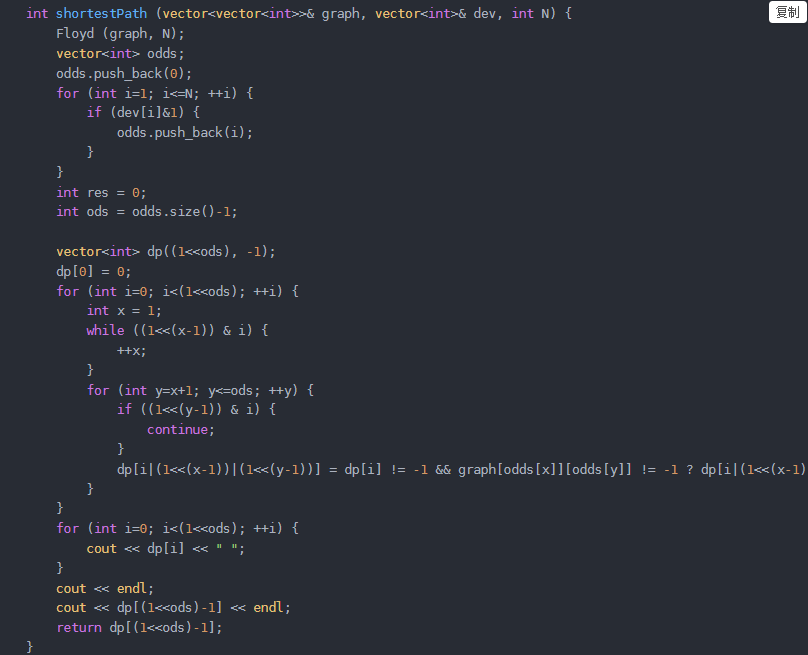 int shortestPath (vector<vector<int>>& graph, vector<int>& dev, int N) {
复制
    Floyd (graph, N);
    vector<int> odds;
    odds.push_back(0);
    for (int i=1; i<=N; ++i) {
        if (dev[i]&1) {
            odds.push_back(i);
        }
    }
    int res = 0;
    int ods = odds.size()-1;

    vector<int> dp((1<<ods), -1);
    dp[0] = 0;
    for (int i=0; i<(1<<ods); ++i) {
        int x = 1;
        while ((1<<(x-1)) & i) {
            ++x;
        }
        for (int y=x+1; y<=ods; ++y) {
            if ((1<<(y-1)) & i) {
                continue;
            }
            dp[i|(1<<(x-1))|(1<<(y-1))] = dp[i] != -1 && graph[odds[x]][odds[y]] != -1 ? dp[i|(1<<(x-1)
        }
    }
    for (int i=0; i<(1<<ods); ++i) {
        cout << dp[i] << " ";
    }
    cout << endl;
    cout << dp[(1<<ods)-1] << endl;
    return dp[(1<<ods)-1];
}